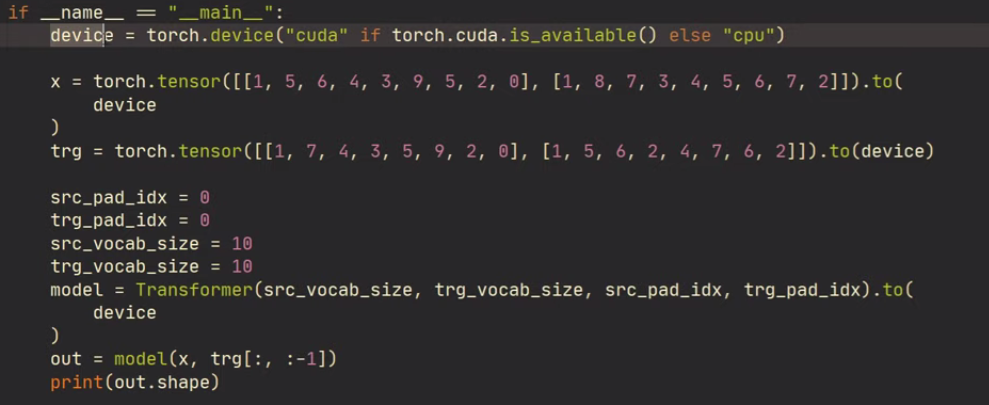 if __name__ == "__main__":
    device = torch.device("cuda" if torch.cuda.is_available() else "cpu")

    x = torch.tensor([[1, 5, 6, 4, 3, 9, 5, 2, 0], [1, 8, 7, 3, 4, 5, 6, 7, 2]]).to(
        device
    )
    trg = torch.tensor([[1, 7, 4, 3, 5, 9, 2, 0], [1, 5, 6, 2, 4, 7, 6, 2]]).to(device)

    src_pad_idx = 0
    trg_pad_idx = 0
    src_vocab_size = 10
    trg_vocab_size = 10
    model = Transformer(src_vocab_size, trg_vocab_size, src_pad_idx, trg_pad_idx).to(
        device
    )
    out = model(x, trg[:, :-1])
    print(out.shape)